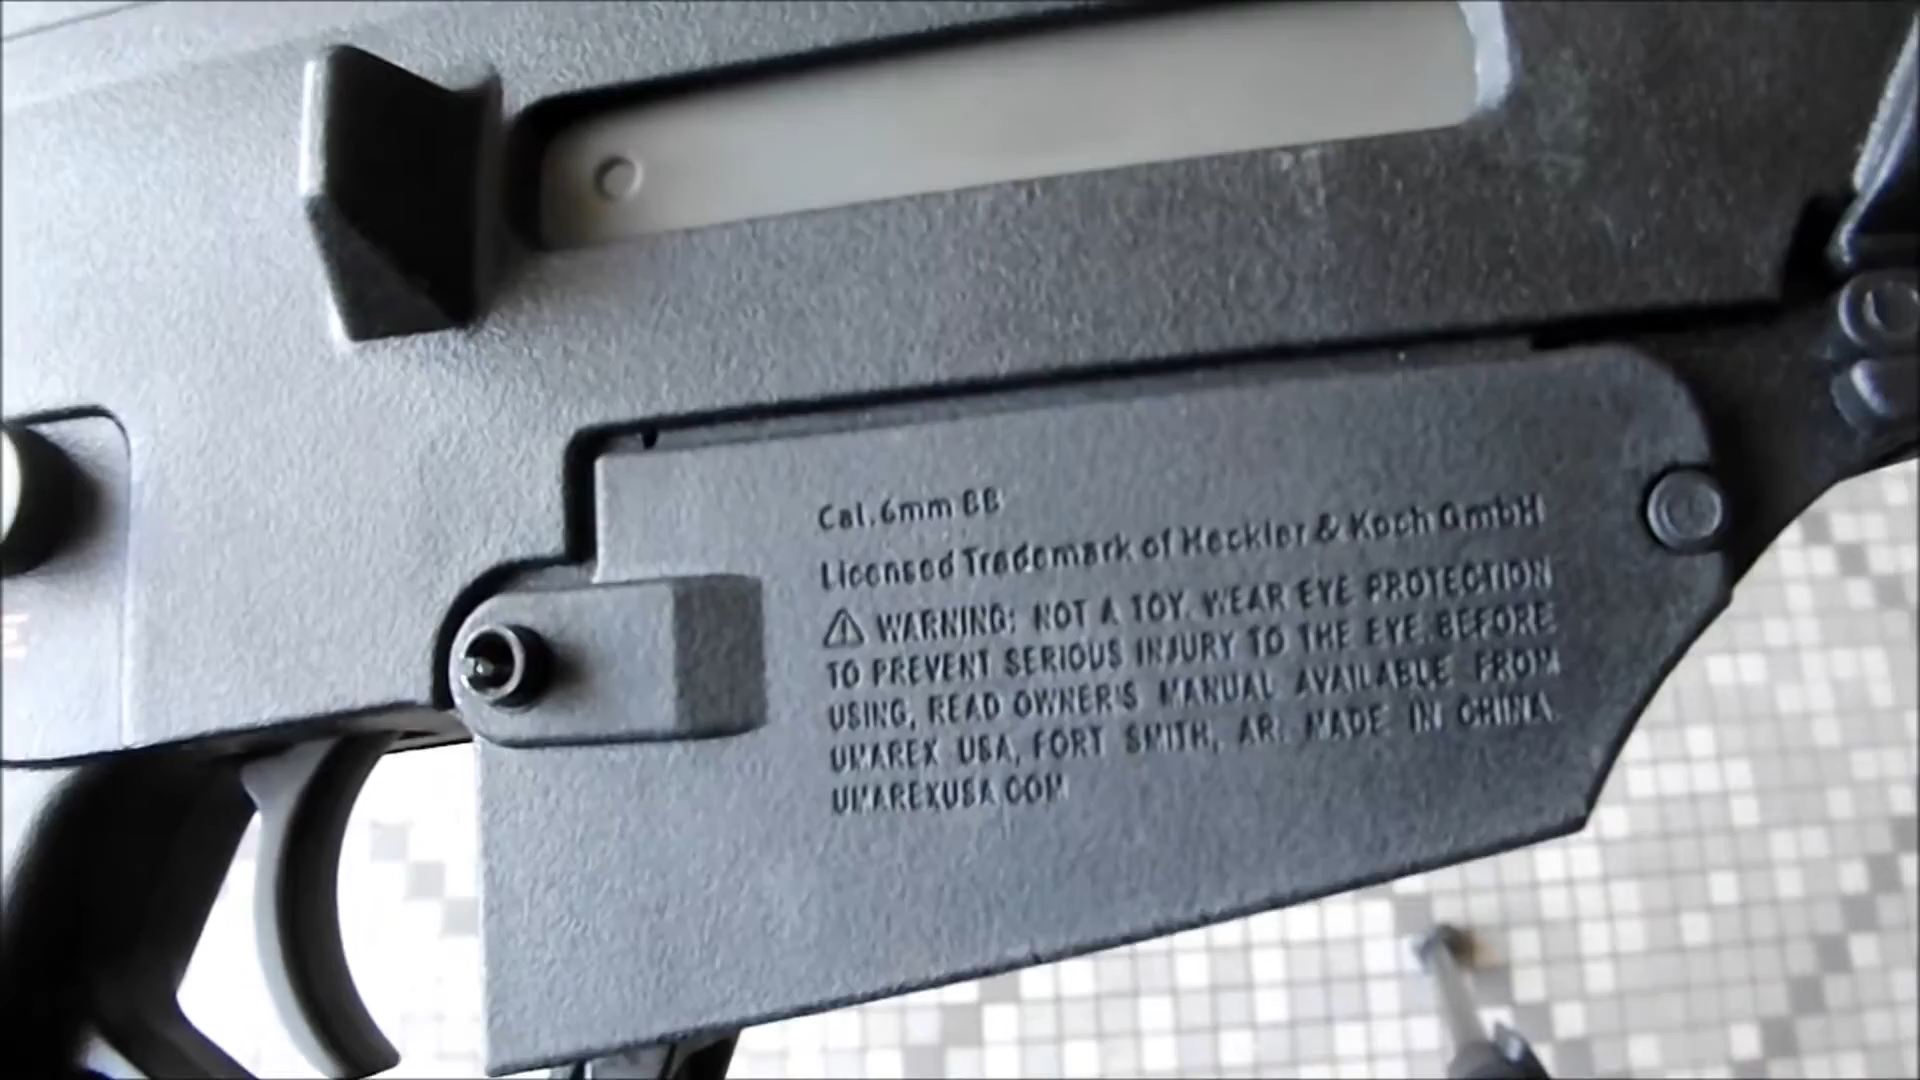 Cal.6mm BB
Licensed Trademark of Heckler & Koch GmbH
⚠ WARNING: NOT A TOY. WEAR EYE PROTECTION
TO PREVENT SERIOUS INJURY TO THE EYE. BEFORE
USING, READ OWNER'S MANUAL AVAILABLE FROM
UMAREX USA, FORT SMITH, AR. MADE IN CHINA.
UMAREXUSA.COM
E